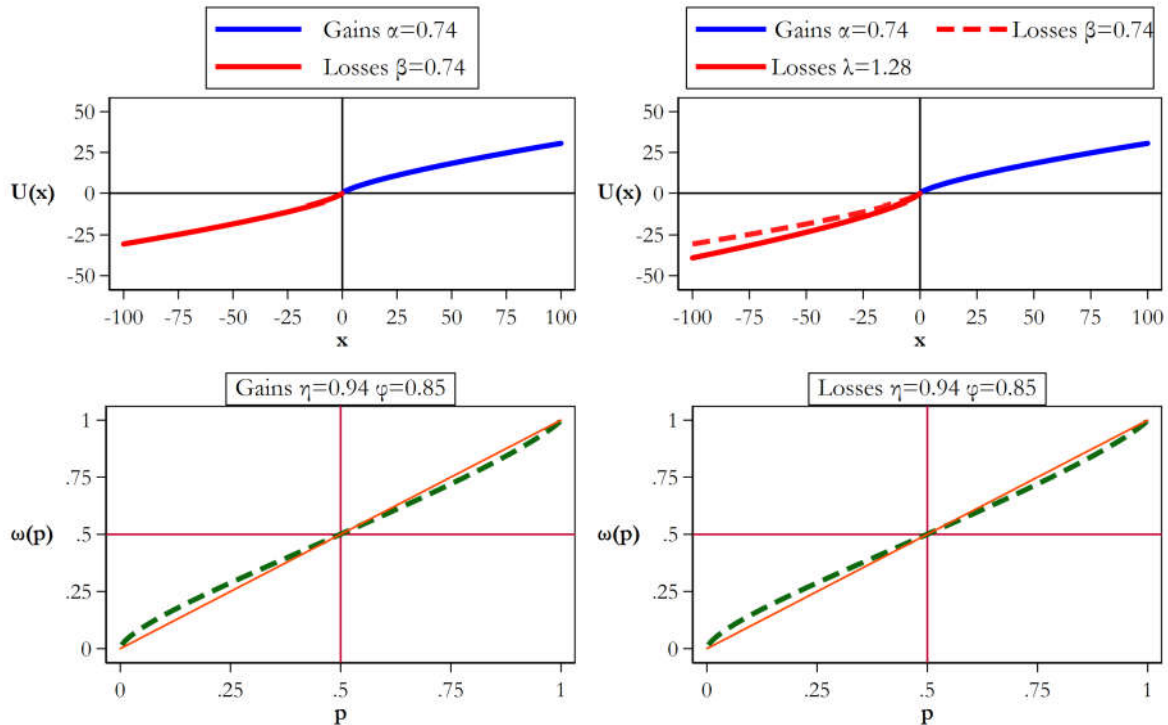 Gains α=0.74
Losses β=0.74
50
25
0
-25
-50
U(x)
-100 -75 -50 -25 0 25 50 75 100
x
Gains α=0.74 Losses β=0.74
Losses λ=1.28
50
25
0
-25
-50
U(x)
-100 -75 -50 -25 0 25 50 75 100
x
Gains η=0.94 φ=0.85
1
.75
.5
.25
0
ω(p)
0 .25 .5 .75 1
p
Losses η=0.94 φ=0.85
1
.75
.5
.25
0
ω(p)
0 .25 .5 .75 1
p